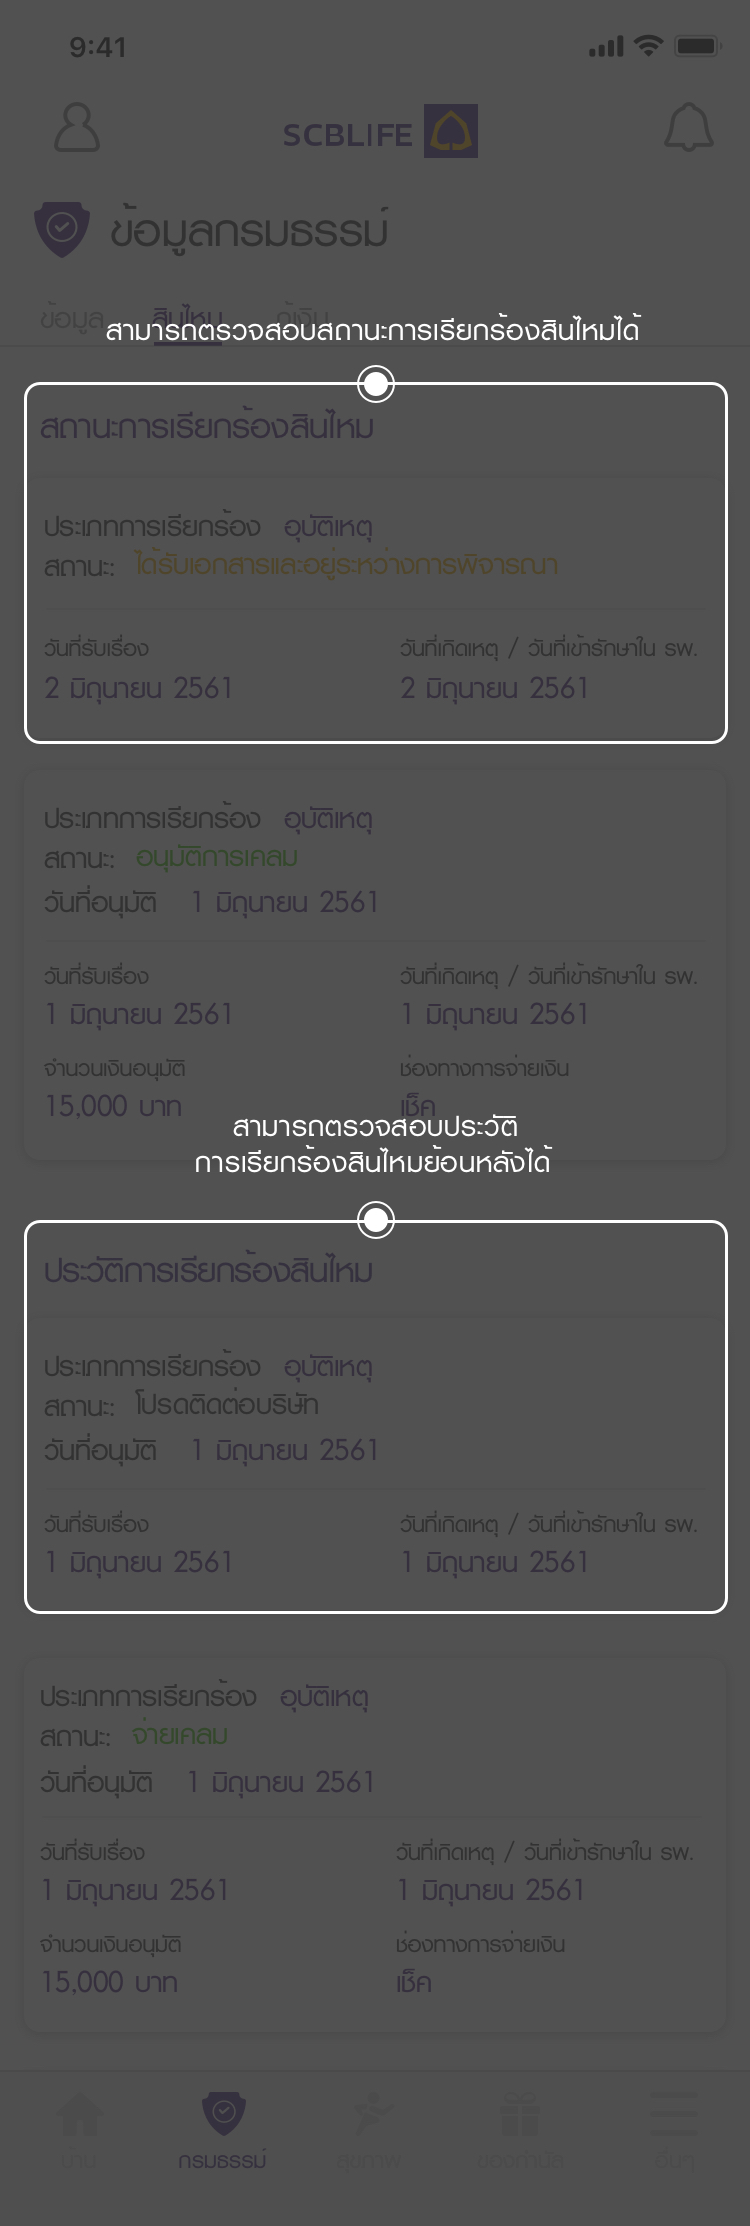 9:41
SCBLIFE
ข้อมูลกรมธรรม์
ข้อมูล สินไหม กู้เงิน
สามารถตรวจสอบสถานะการเรียกร้องสินไหมได้
สถานะการเรียกร้องสินไหม
ประเภทการเรียกร้อง อุบัติเหตุ
สถานะ: ได้รับเอกสารและอยู่ระหว่างการพิจารณา
วันที่รับเรื่อง วันที่เกิดเหตุ / วันที่เข้ารักษาใน รพ.
2 มิถุนายน 2561 2 มิถุนายน 2561
ประเภทการเรียกร้อง อุบัติเหตุ
สถานะ: อนุมัติการเคลม
วันที่อนุมัติ 1 มิถุนายน 2561
วันที่รับเรื่อง วันที่เกิดเหตุ / วันที่เข้ารักษาใน รพ.
1 มิถุนายน 2561 1 มิถุนายน 2561
จำนวนเงินอนุมัติ ช่องทางการจ่ายเงิน
15,000 บาท เช็ค
สามารถตรวจสอบประวัติ
การเรียกร้องสินไหมย้อนหลังได้
ประวัติการเรียกร้องสินไหม
ประเภทการเรียกร้อง อุบัติเหตุ
สถานะ: โปรดติดต่อบริษัท
วันที่อนุมัติ 1 มิถุนายน 2561
วันที่รับเรื่อง วันที่เกิดเหตุ / วันที่เข้ารักษาใน รพ.
1 มิถุนายน 2561 1 มิถุนายน 2561
ประเภทการเรียกร้อง อุบัติเหตุ
สถานะ: จ่ายเคลม
วันที่อนุมัติ 1 มิถุนายน 2561
วันที่รับเรื่อง วันที่เกิดเหตุ / วันที่เข้ารักษาใน รพ.
1 มิถุนายน 2561 1 มิถุนายน 2561
จำนวนเงินอนุมัติ ช่องทางการจ่ายเงิน
15,000 บาท เช็ค
บ้าน กรมธรรม์ สุขภาพ ของกำนัล อื่นๆ